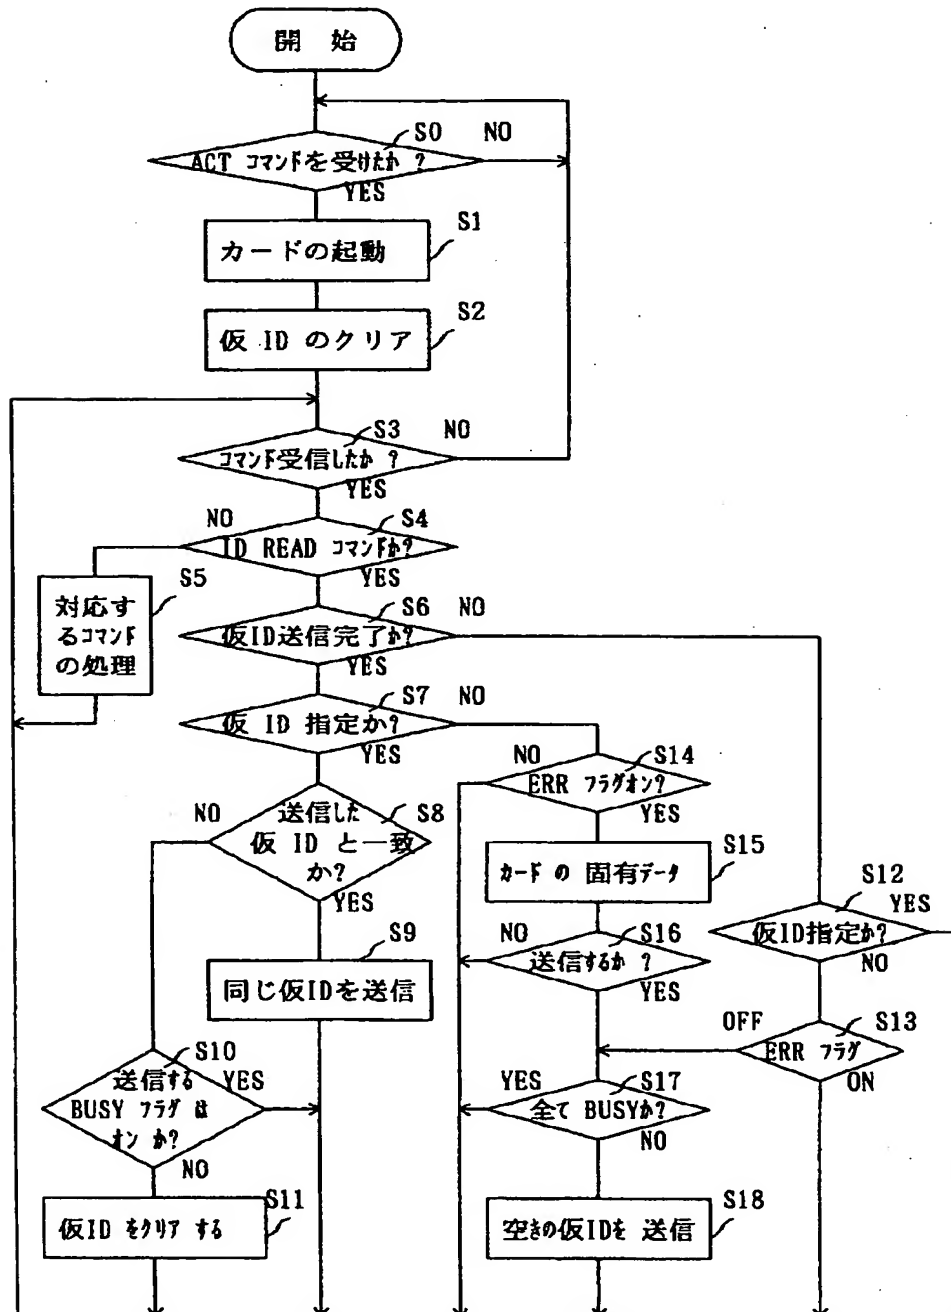 開 始
S0 NO
ACT コマンドを受けたか ?
YES
S1
カードの起動
S2
仮 ID のクリア
S3 NO
コマンド受信したか ?
YES
NO S4
ID READ コマンドか?
YES
S5
対応す
るコマンド
の処理
S6 NO
仮ID送信完了か?
YES
S7 NO
仮 ID 指定か?
YES
NO S14
ERR フラグオン?
YES
NO
送信した
仮 ID と一致
か?
S8
YES
S15
カード の 固有データ
S12
YES
仮ID指定か?
NO
S9
同じ仮IDを送信
NO S16
送信するか ?
YES
OFF S13
ERR フラグ
ON
S10
送信する
BUSY フラグ は
オン か?
YES
NO
YES S17
全て BUSYか?
NO
S11
仮ID をクリア する
S18
空きの仮IDを 送信